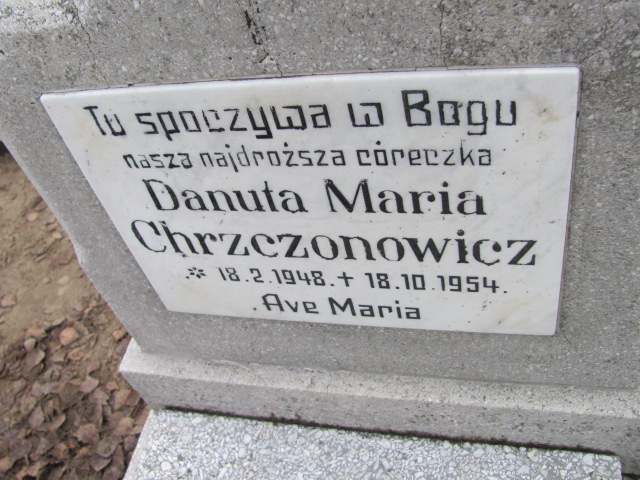 Tu spoczywa w Bogu
nasza najdroższa córeczka
Danuta Maria
Chrzczonowicz
* 18.2.1948. + 18.10.1954.
Ave Maria